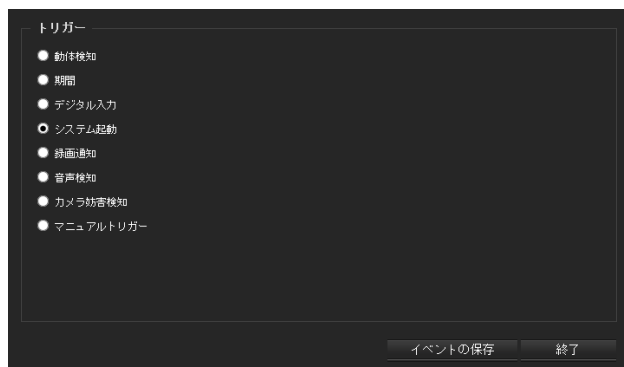 トリガー
動体検知
期間
デジタル入力
システム起動
録画通知
音声検知
カメラ妨害検知
マニュアルトリガー
イベントの保存
終了